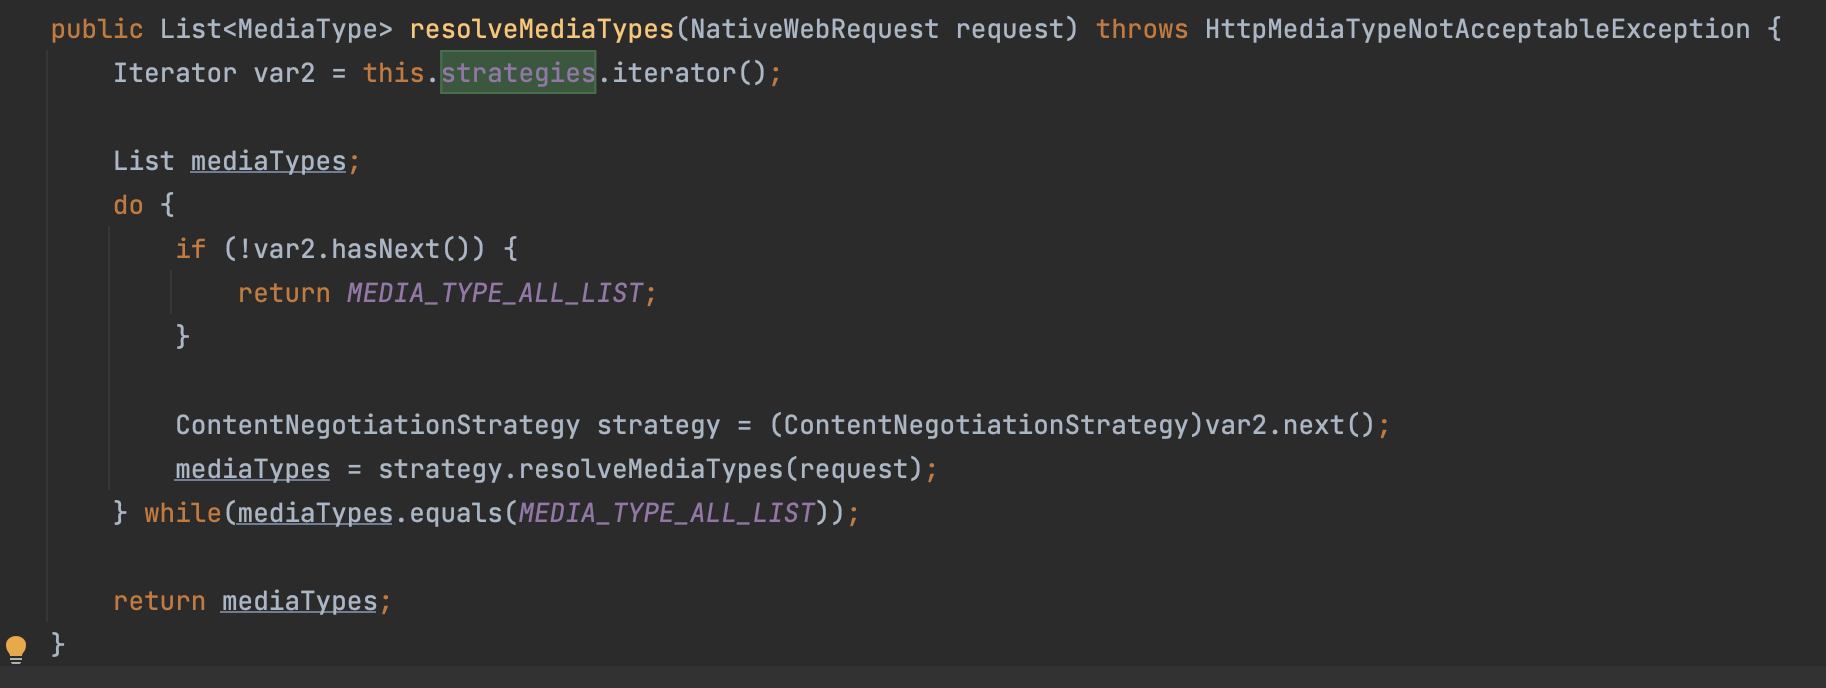 public List<MediaType> resolveMediaTypes(NativeWebRequest request) throws HttpMediaTypeNotAcceptableException {
Iterator var2 = this.strategies.iterator();
List mediaTypes;
do {
if (!var2.hasNext()) {
return MEDIA_TYPE_ALL_LIST;
}
ContentNegotiationStrategy strategy = (ContentNegotiationStrategy)var2.next();
mediaTypes = strategy.resolveMediaTypes(request);
} while(mediaTypes.equals(MEDIA_TYPE_ALL_LIST));
return mediaTypes;
}